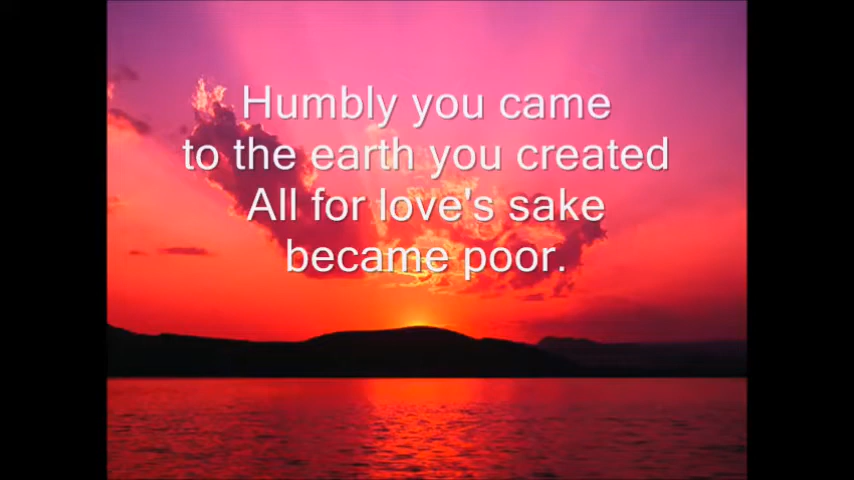 Humbly you came
to the earth you created
All for love's sake
became poor.